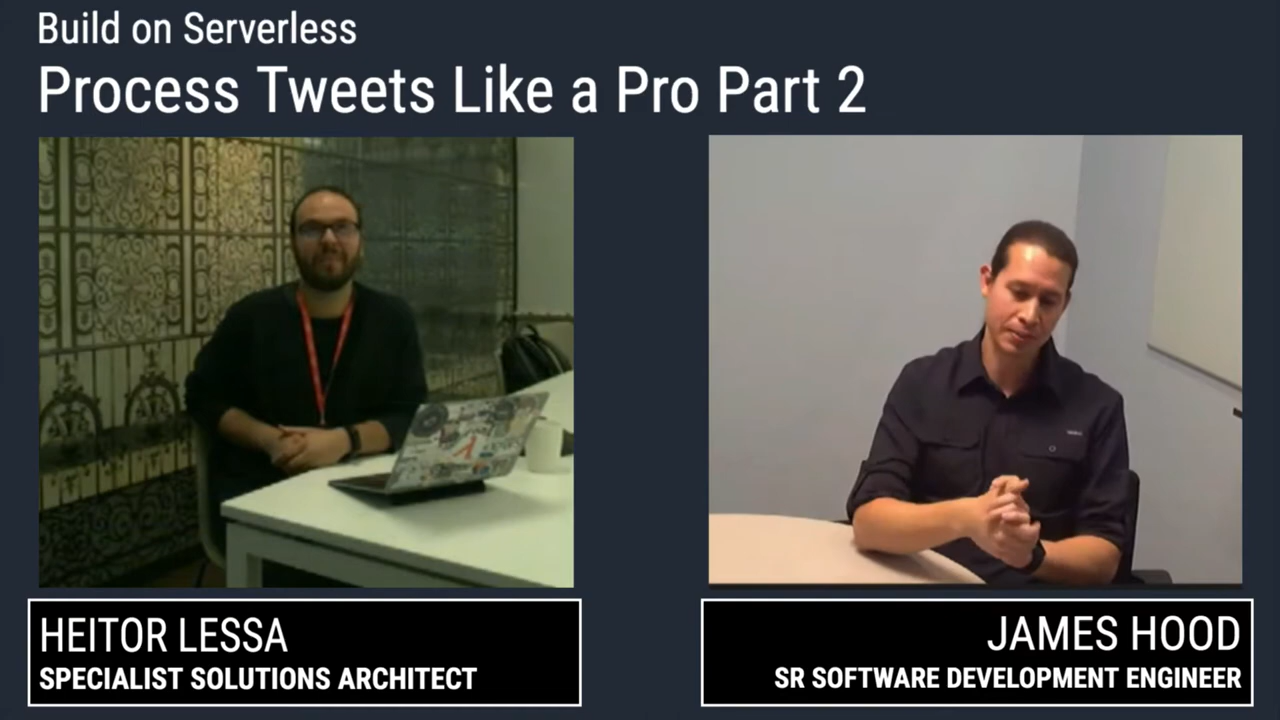 Build on Serverless
Process Tweets Like a Pro Part 2
HEITOR LESSA
SPECIALIST SOLUTIONS ARCHITECT
JAMES HOOD
SR SOFTWARE DEVELOPMENT ENGINEER